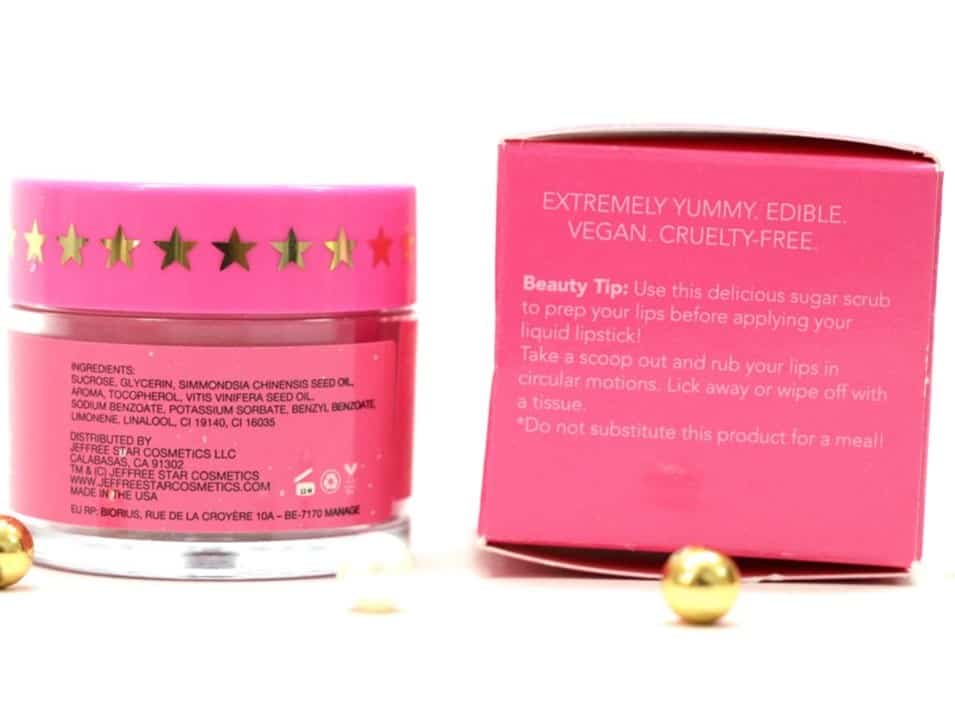 INGREDIENTS:
SUCROSE, GLYCERIN, SIMMONDSIA CHINENSIS SEED OIL,
AROMA, TOCOPHEROL, VITIS VINIFERA SEED OIL,
SODIUM BENZOATE, POTASSIUM SORBATE, BENZYL BENZOATE,
LIMONENE, LINALOOL, CI 19140, CI 16035
DISTRIBUTED BY
JEFFREE STAR COSMETICS LLC
CALABASAS, CA 91302
TM & (C) JEFFREE STAR COSMETICS
WWW.JEFFREESTARCOSMETICS.COM
MADE IN THE USA
12 M
EU RP: BIORIUS, RUE DE LA CROYÈRE 10A – BE-7170 MANAGE
EXTREMELY YUMMY. EDIBLE.
VEGAN. CRUELTY-FREE.
Beauty Tip: Use this delicious sugar scrub
to prep your lips before applying your
liquid lipstick!
Take a scoop out and rub your lips in
circular motions. Lick away or wipe off with
a tissue.
*Do not substitute this product for a meal!